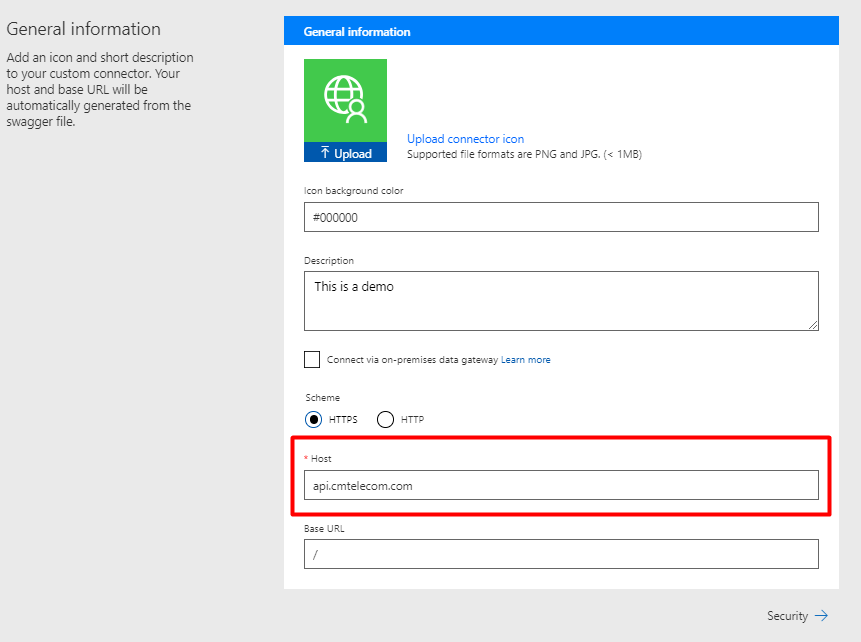 General information
Add an icon and short description
to your custom connector. Your
host and base URL will be
automatically generated from the
swagger file.
General information
Upload
Upload connector icon
Supported file formats are PNG and JPG. (< 1MB)
Icon background color
#000000
Description
This is a demo
Connect via on-premises data gateway Learn more
Scheme
HTTPS HTTP
* Host
api.cmtelecom.com
Base URL
/
Security →